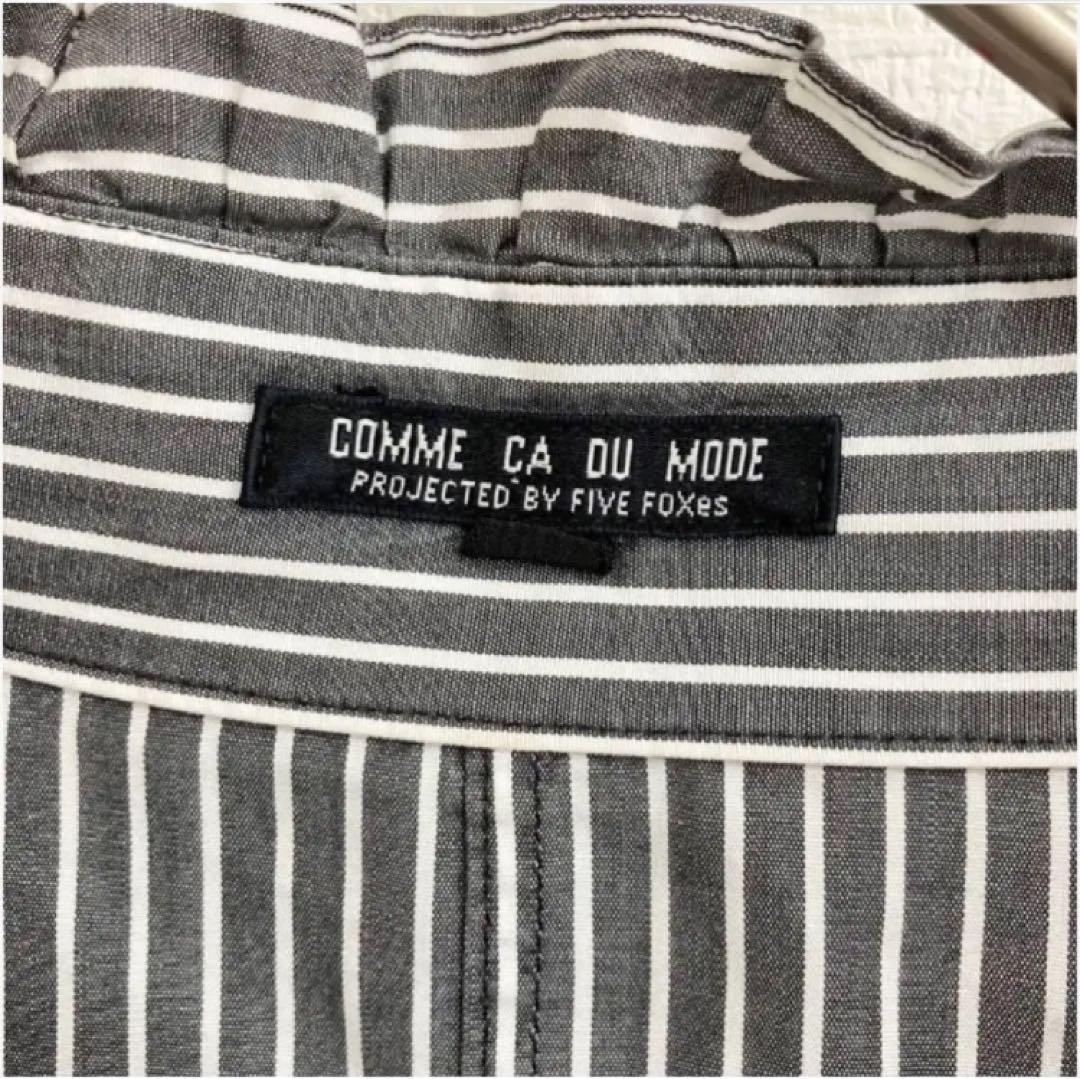 COMME ÇA DU MODE
PROJECTED BY FIVE FOXes